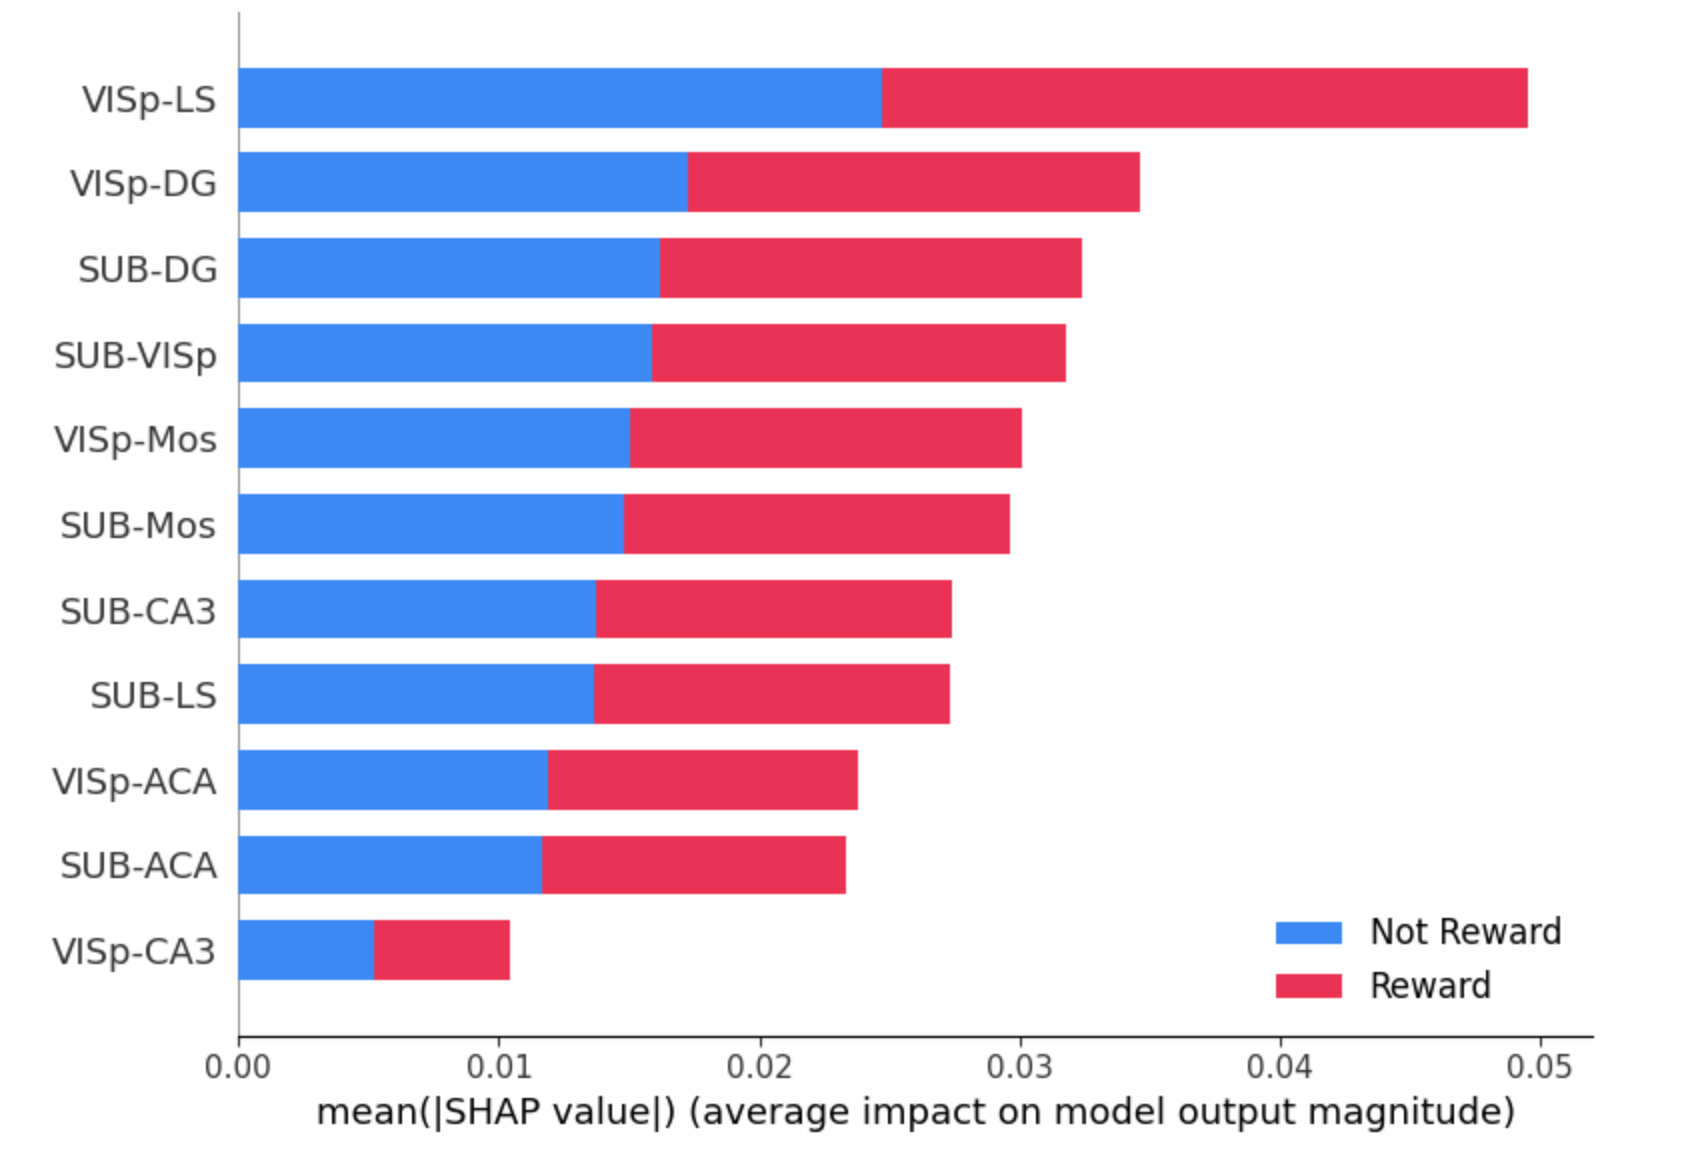 VISp-LS
VISp-DG
SUB-DG
SUB-VISp
VISp-Mos
SUB-Mos
SUB-CA3
SUB-LS
VISp-ACA
SUB-ACA
VISp-CA3
Not Reward
Reward
0.00 0.01 0.02 0.03 0.04 0.05
mean(|SHAP value|) (average impact on model output magnitude)